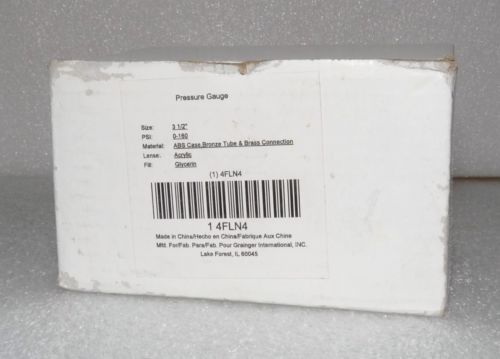 Pressure Gauge
Size: 3 1/2"
PSI: 0-160
Material: ABS Case,Bronze Tube & Brass Connection
Lense: Acrylic
Fill: Glycerin
(1) 4FLN4
1 4FLN4
Made in China/Hecho en China/Fabrique Aux Chine
Mfd. For/Fab. Para/Fab. Pour Grainger International, INC.
Lake Forest, IL 60045